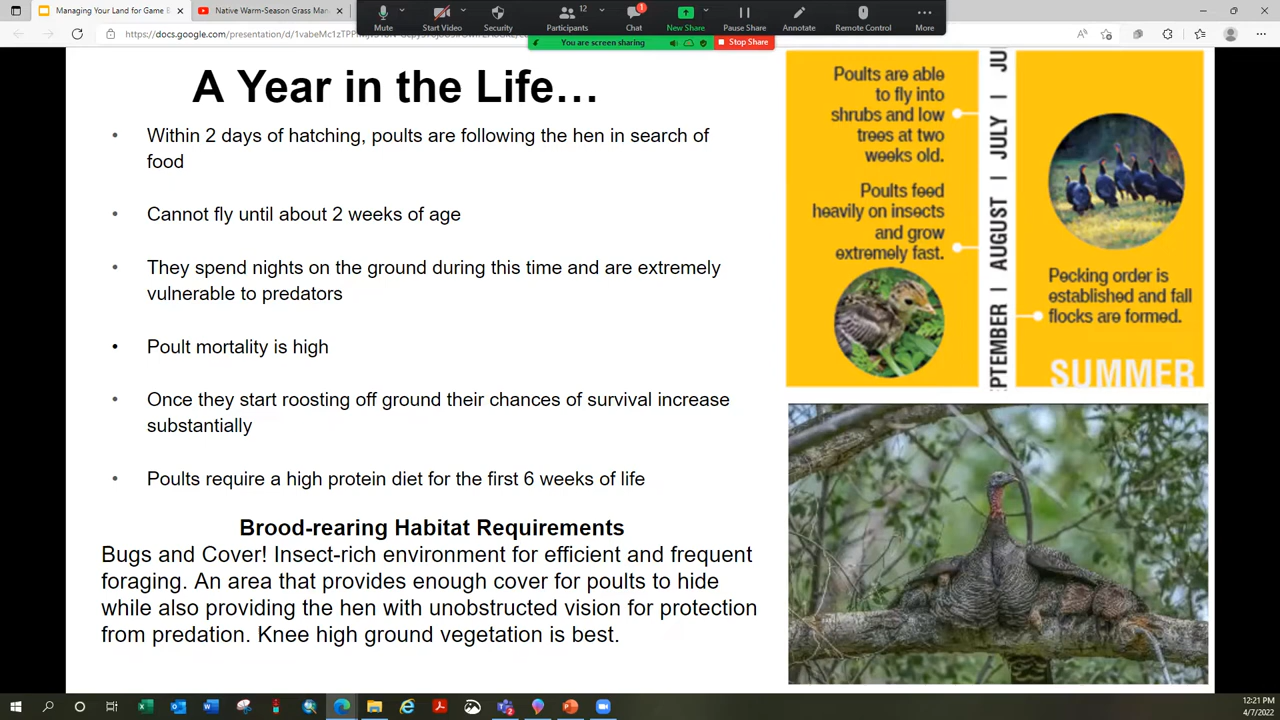 Managing Your Land for Game B
Native Warm-Season Grass Man
Mute
Start Video
Security
Participants
12
Chat
1
New Share
Pause Share
Annotate
Remote Control
More
You are screen sharing
Stop Share
A Year in the Life…
• Within 2 days of hatching, poults are following the hen in search of
food
• Cannot fly until about 2 weeks of age
• They spend nights on the ground during this time and are extremely
vulnerable to predators
• Poult mortality is high
• Once they start roosting off ground their chances of survival increase
substantially
• Poults require a high protein diet for the first 6 weeks of life
Brood-rearing Habitat Requirements
Bugs and Cover! Insect-rich environment for efficient and frequent
foraging. An area that provides enough cover for poults to hide
while also providing the hen with unobstructed vision for protection
from predation. Knee high ground vegetation is best.
Poults are able
to fly into
shrubs and low
trees at two
weeks old.
Poults feed
heavily on insects
and grow
extremely fast.
PTEMBER | AUGUST | JULY | JU
Pecking order is
established and fall
flocks are formed.
SUMMER
12:21 PM
4/7/2022